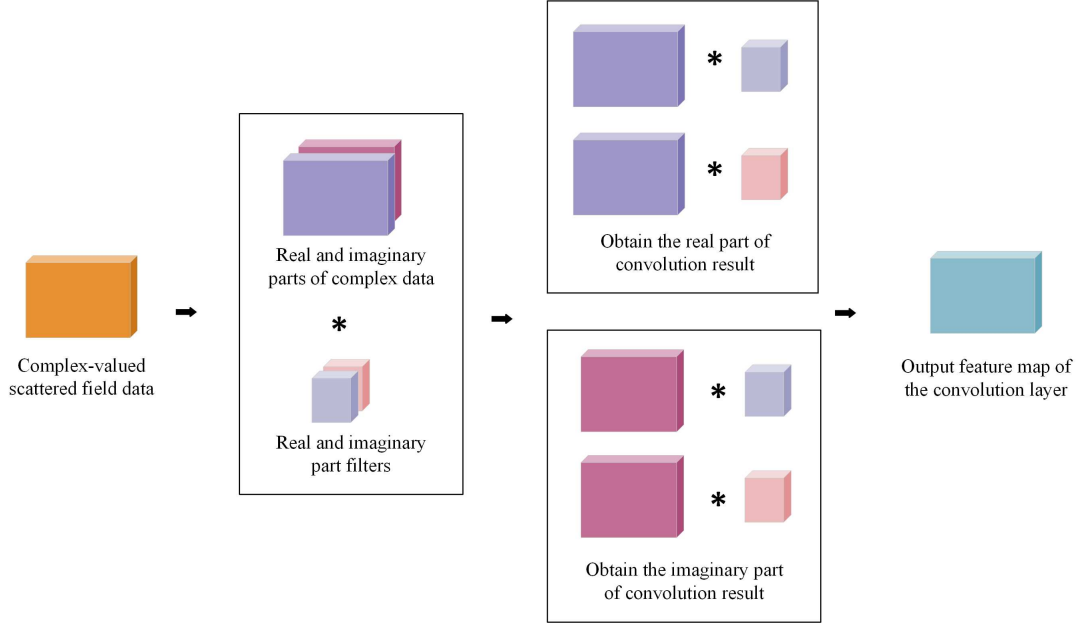 Complex-valued
scattered field data
Real and imaginary
parts of complex data
*
Real and imaginary
part filters
*
*
Obtain the real part of
convolution result
*
*
Obtain the imaginary part
of convolution result
Output feature map of
the convolution layer